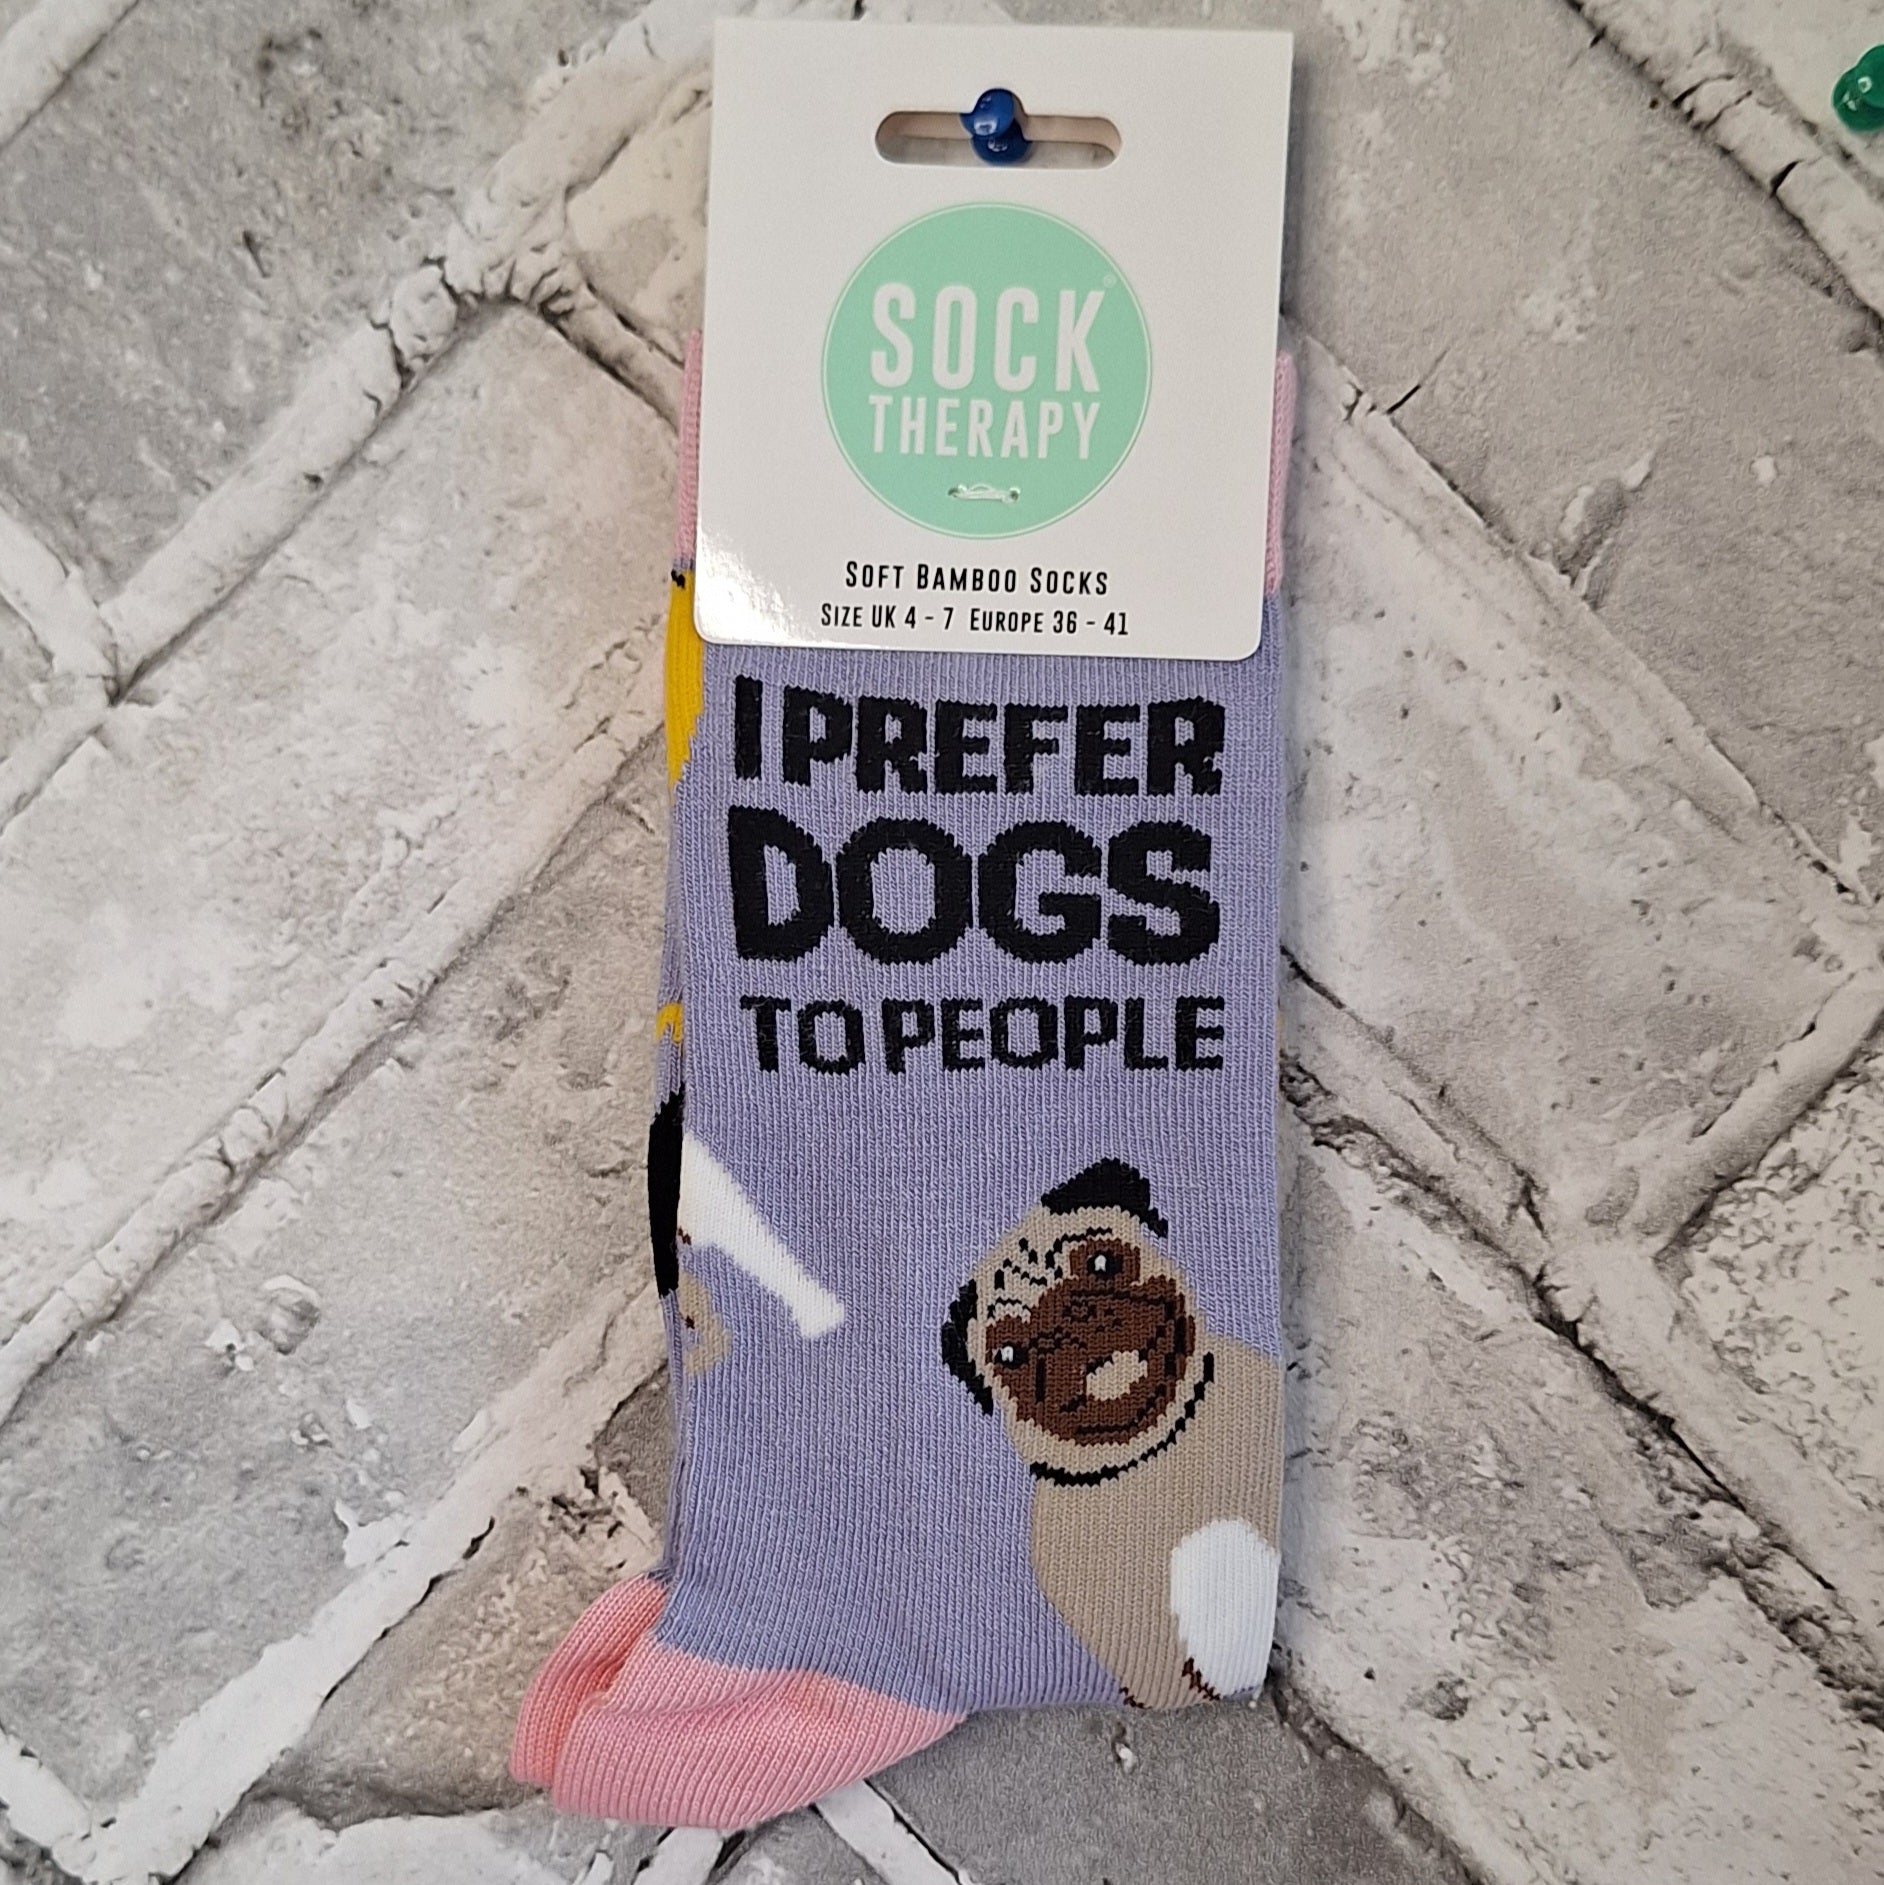 SOCK®
THERAPY
SOFT BAMBOO SOCKS
SIZE UK 4 - 7 EUROPE 36 - 41
I PREFER
DOGS
TO PEOPLE